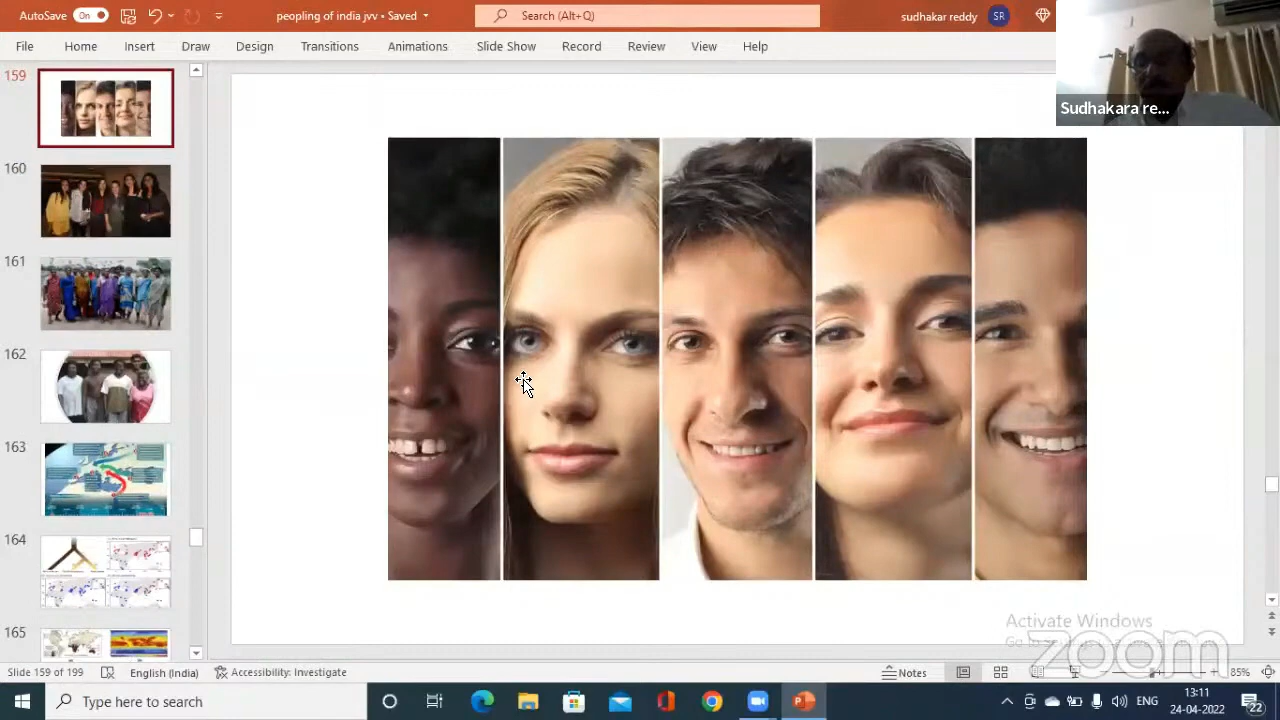 AutoSave On peopling of india jvv • Saved Search (Alt+Q) sudhakar reddy SR
File Home Insert Draw Design Transitions Animations Slide Show Record Review View Help
Sudhakara re...
159
160
161
162
163
164
165
Activate Windows
zoom
Slide 159 of 199 English (India) Accessibility: Investigate Notes 85%
Type here to search ENG 13:11
24-04-2022 22